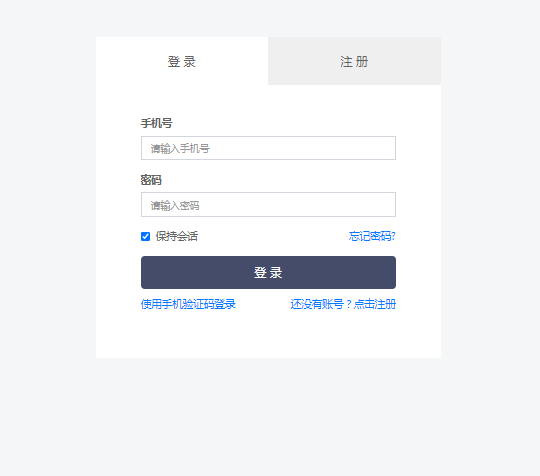 登 录 注 册
手机号
请输入手机号
密码
请输入密码
保持会话 忘记密码?
登 录
使用手机验证码登录 还没有账号？点击注册